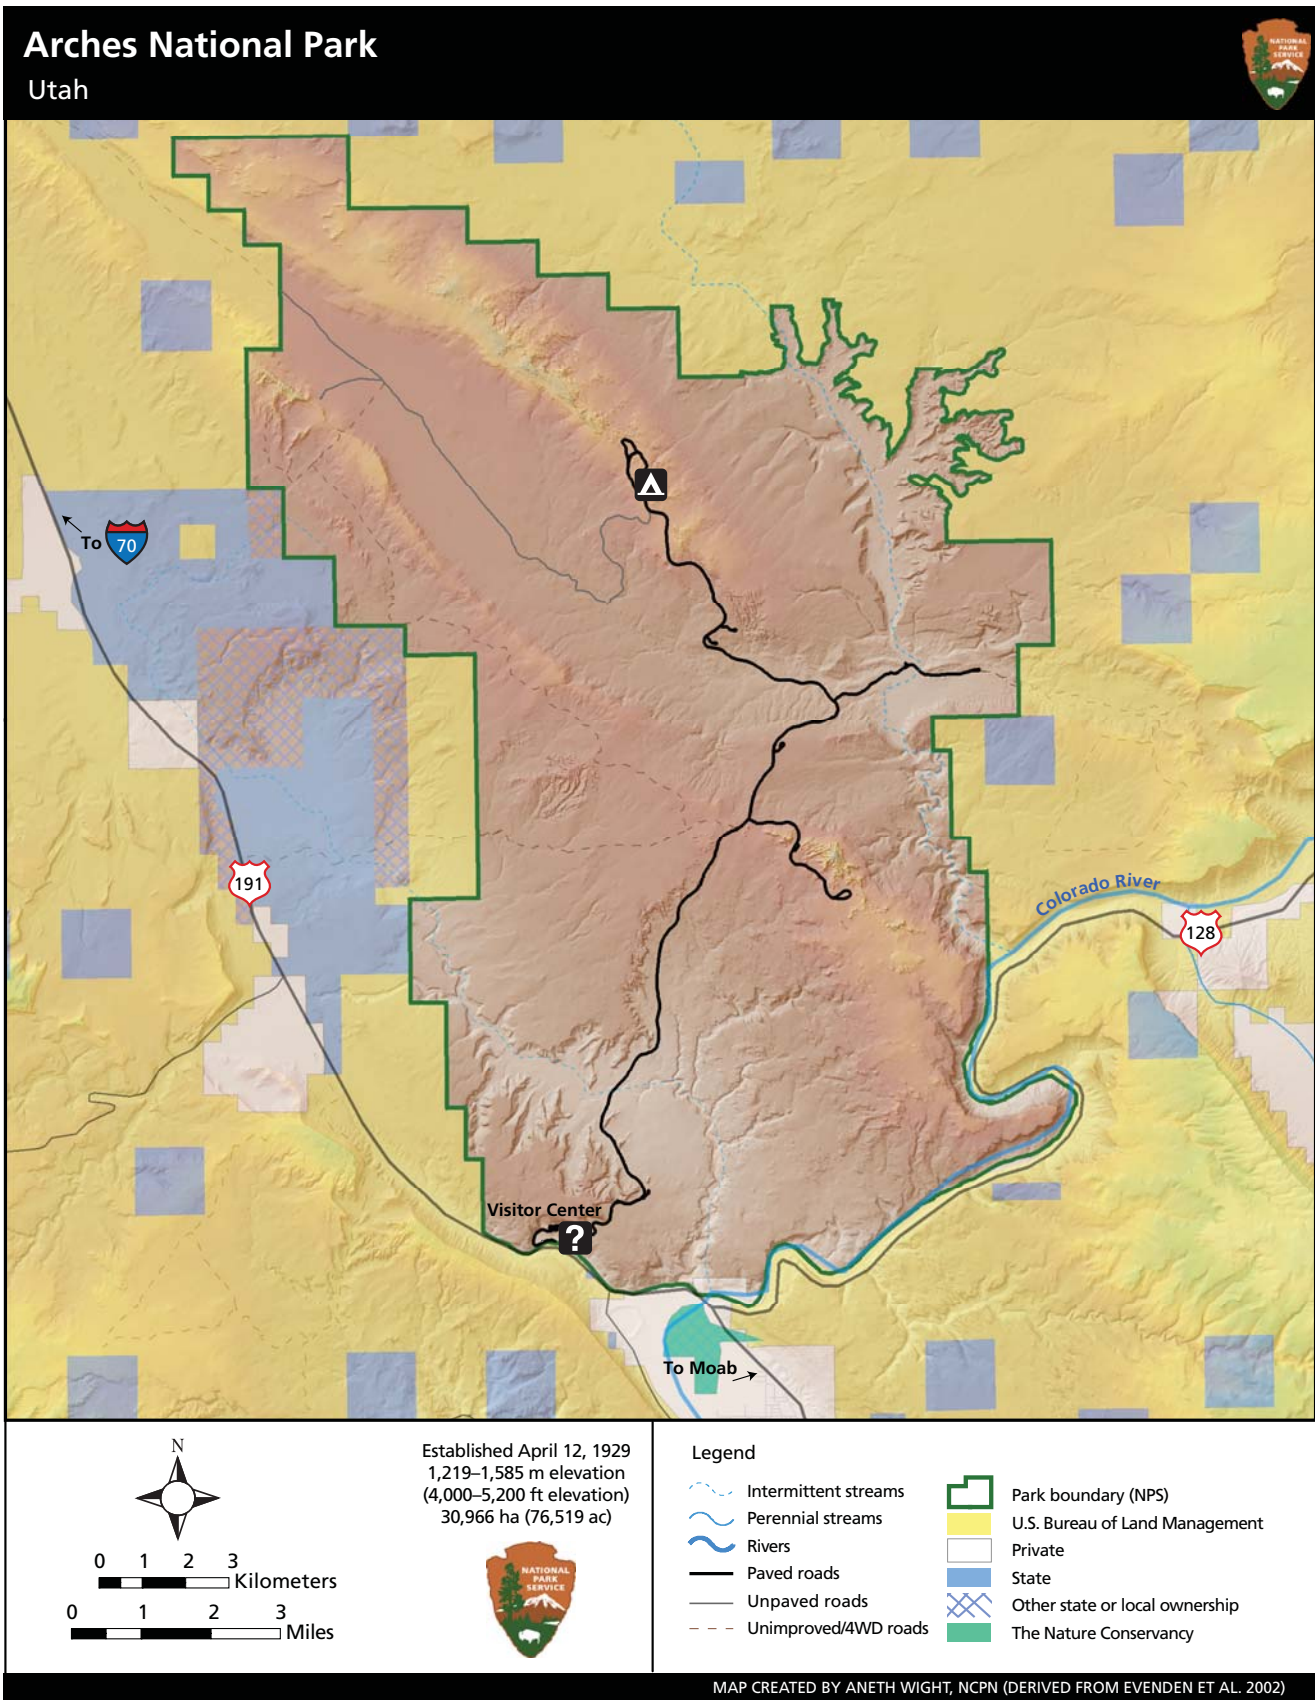 Arches National Park
Utah
NATIONAL
PARK
SERVICE
To
70
191
Colorado River
128
Visitor Center
?
To Moab
N
0 1 2 3
Kilometers
0 1 2 3
Miles
Established April 12, 1929
1,219–1,585 m elevation
(4,000–5,200 ft elevation)
30,966 ha (76,519 ac)
NATIONAL
PARK
SERVICE
Legend
Intermittent streams
Perennial streams
Rivers
Paved roads
Unpaved roads
Unimproved/4WD roads
Park boundary (NPS)
U.S. Bureau of Land Management
Private
State
Other state or local ownership
The Nature Conservancy
MAP CREATED BY ANETH WIGHT, NCPN (DERIVED FROM EVENDEN ET AL. 2002)